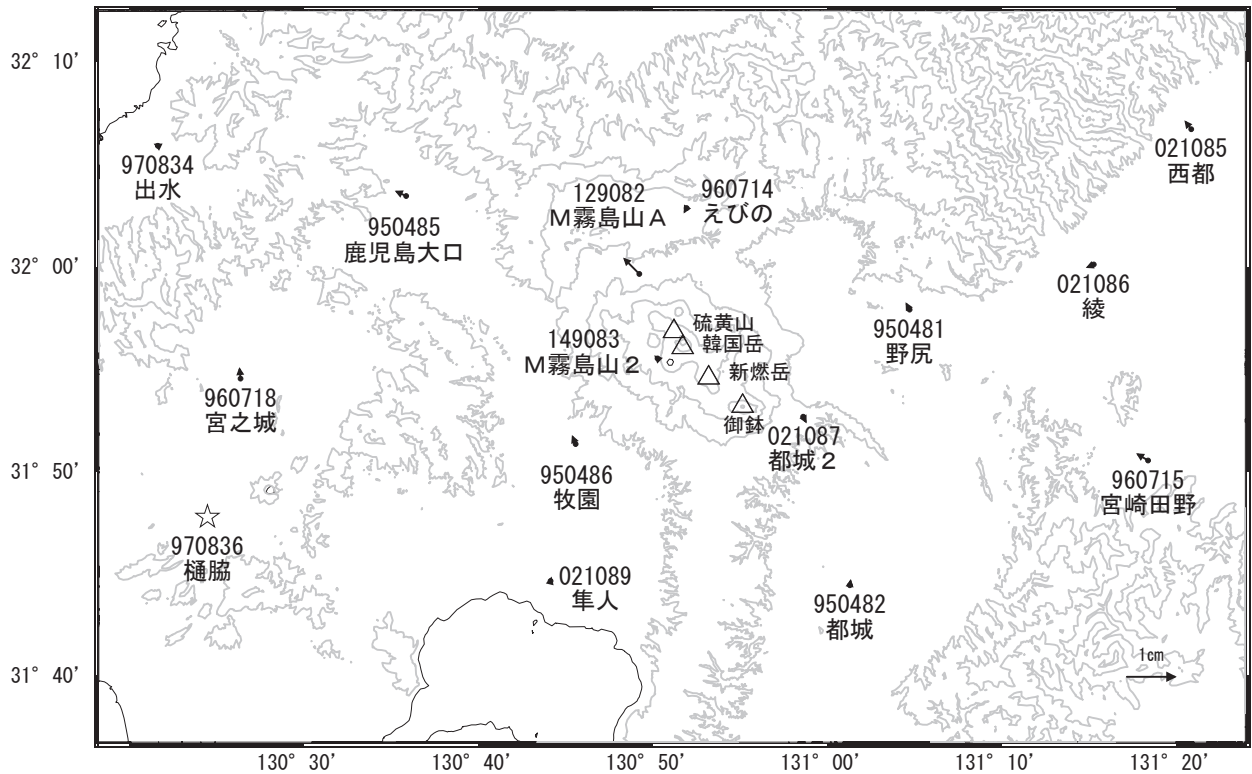 32° 10'
021085
西都
970834
出水
129082
M霧島山A
960714
えびの
950485
鹿児島大口
32° 00'
021086
綾
950481
野尻
硫黄山
韓国岳
149083
M霧島山2
新燃岳
960718
宮之城
御鉢
021087
都城2
31° 50'
950486
牧園
960715
宮崎田野
970836
樋脇
021089
隼人
950482
都城
1cm
31° 40'
130° 30'
130° 40'
130° 50'
131° 00'
131° 10'
131° 20'